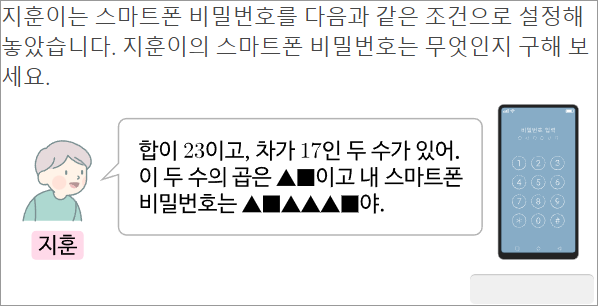 지훈이는 스마트폰 비밀번호를 다음과 같은 조건으로 설정해
놓았습니다. 지훈이의 스마트폰 비밀번호는 무엇인지 구해 보
세요.
합이 23이고, 차가 17인 두 수가 있어.
이 두 수의 곱은 ▲■이고 내 스마트폰
비밀번호는 ▲■▲▲▲■야.
지훈
비밀번호 입력
1 2 3
4 5 6
7 8 9
* 0 #